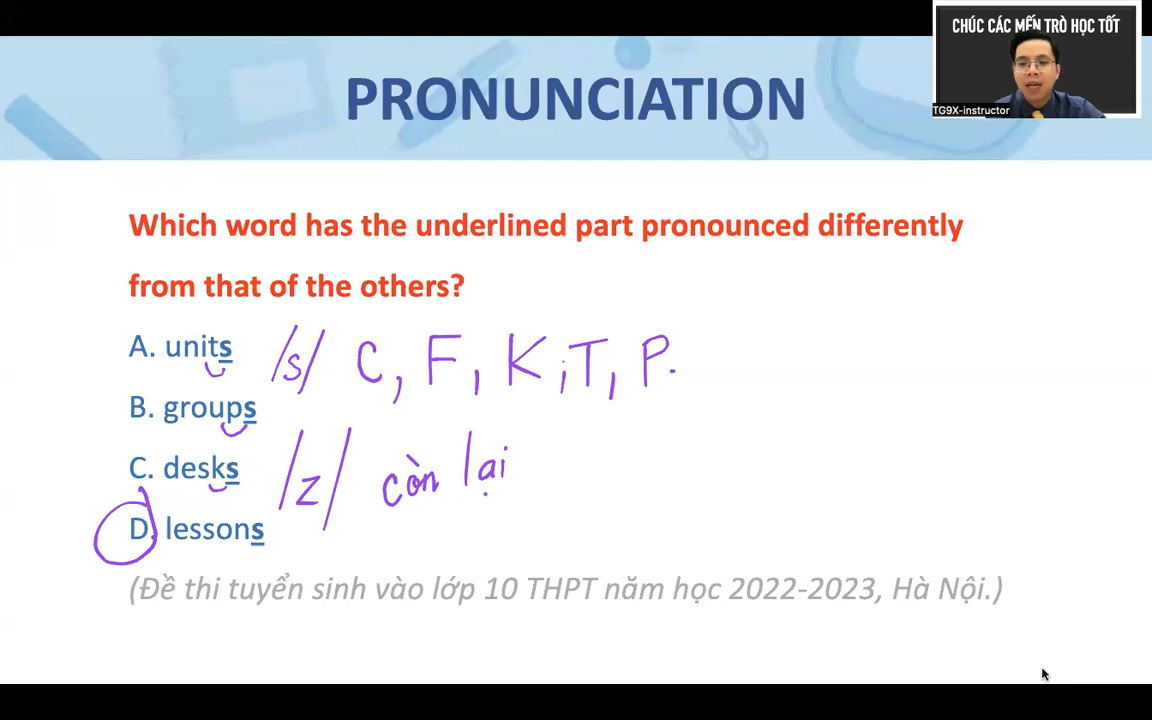 CHÚC CÁC MẾN TRÒ HỌC TỐT
TG9X-instructor
PRONUNCIATION
Which word has the underlined part pronounced differently
from that of the others?
A. units /s/ C, F, K, T, P.
B. groups
C. desks /z/ còn lại
D. lessons
(Đề thi tuyển sinh vào lớp 10 THPT năm học 2022-2023, Hà Nội.)